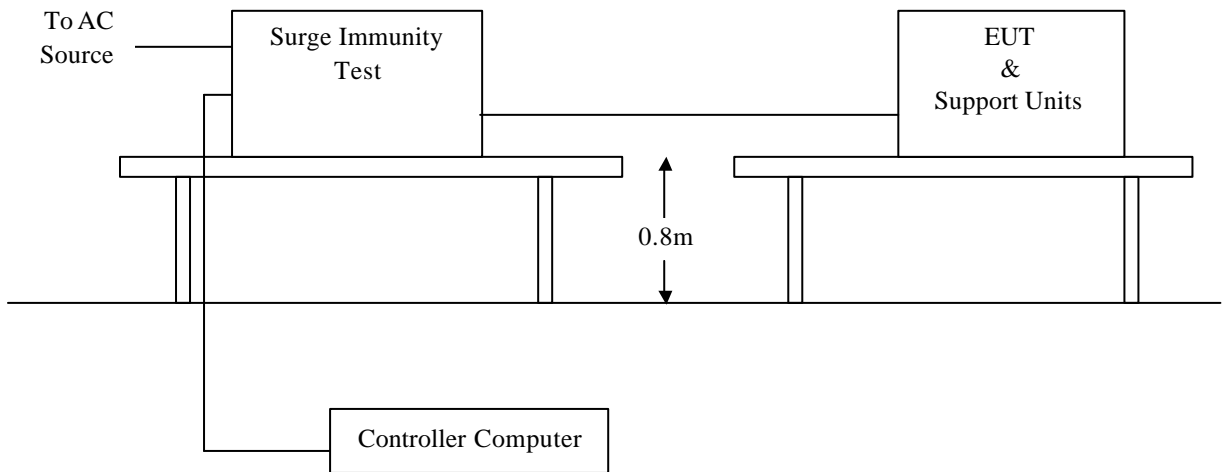 To AC
Source
Surge Immunity
Test
EUT
&
Support Units
0.8m
Controller Computer